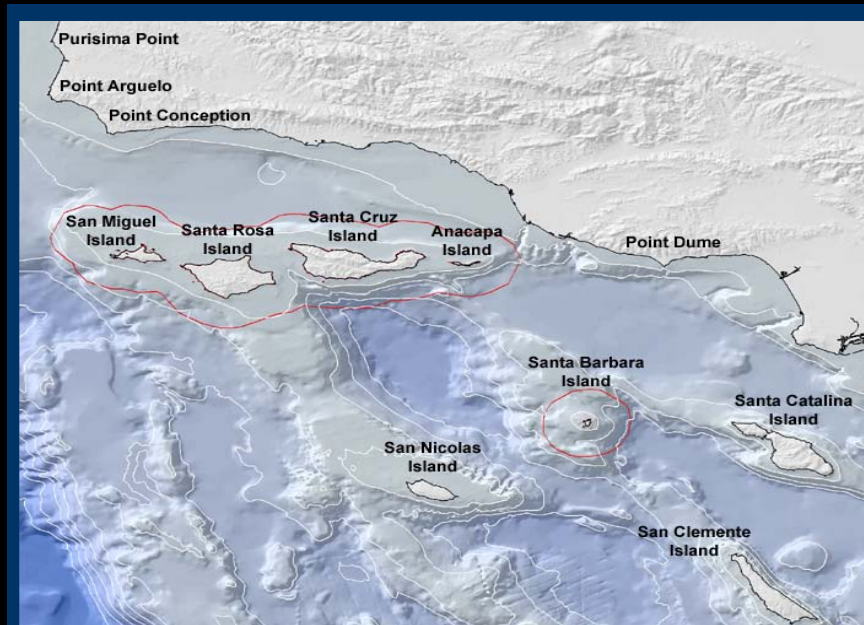 Purisima Point
Point Arguelo
Point Conception
San Miguel
Island
Santa Rosa
Island
Santa Cruz
Island
Anacapa
Island
Point Dume
Santa Barbara
Island
Santa Catalina
Island
San Nicolas
Island
San Clemente
Island